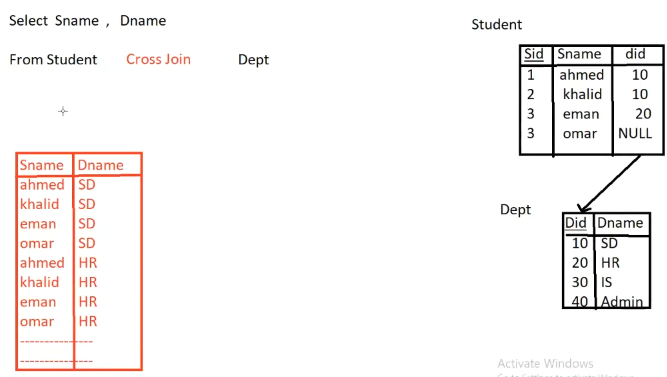 Select Sname , Dname
From Student Cross Join Dept
Sname Dname
ahmed SD
khalid SD
eman SD
omar SD
ahmed HR
khalid HR
eman HR
omar HR
---------------
---------------
Student
Sid Sname did
1 ahmed 10
2 khalid 10
3 eman 20
3 omar NULL
Dept
Did Dname
10 SD
20 HR
30 IS
40 Admin
Activate Windows